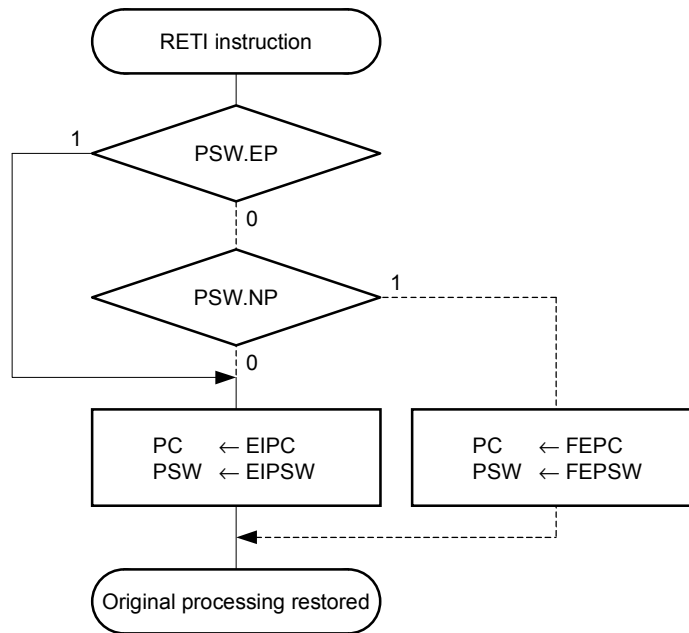 RETI instruction
1
PSW.EP
0
PSW.NP
1
0
PC ← EIPC
PSW ← EIPSW
PC ← FEPC
PSW ← FEPSW
Original processing restored